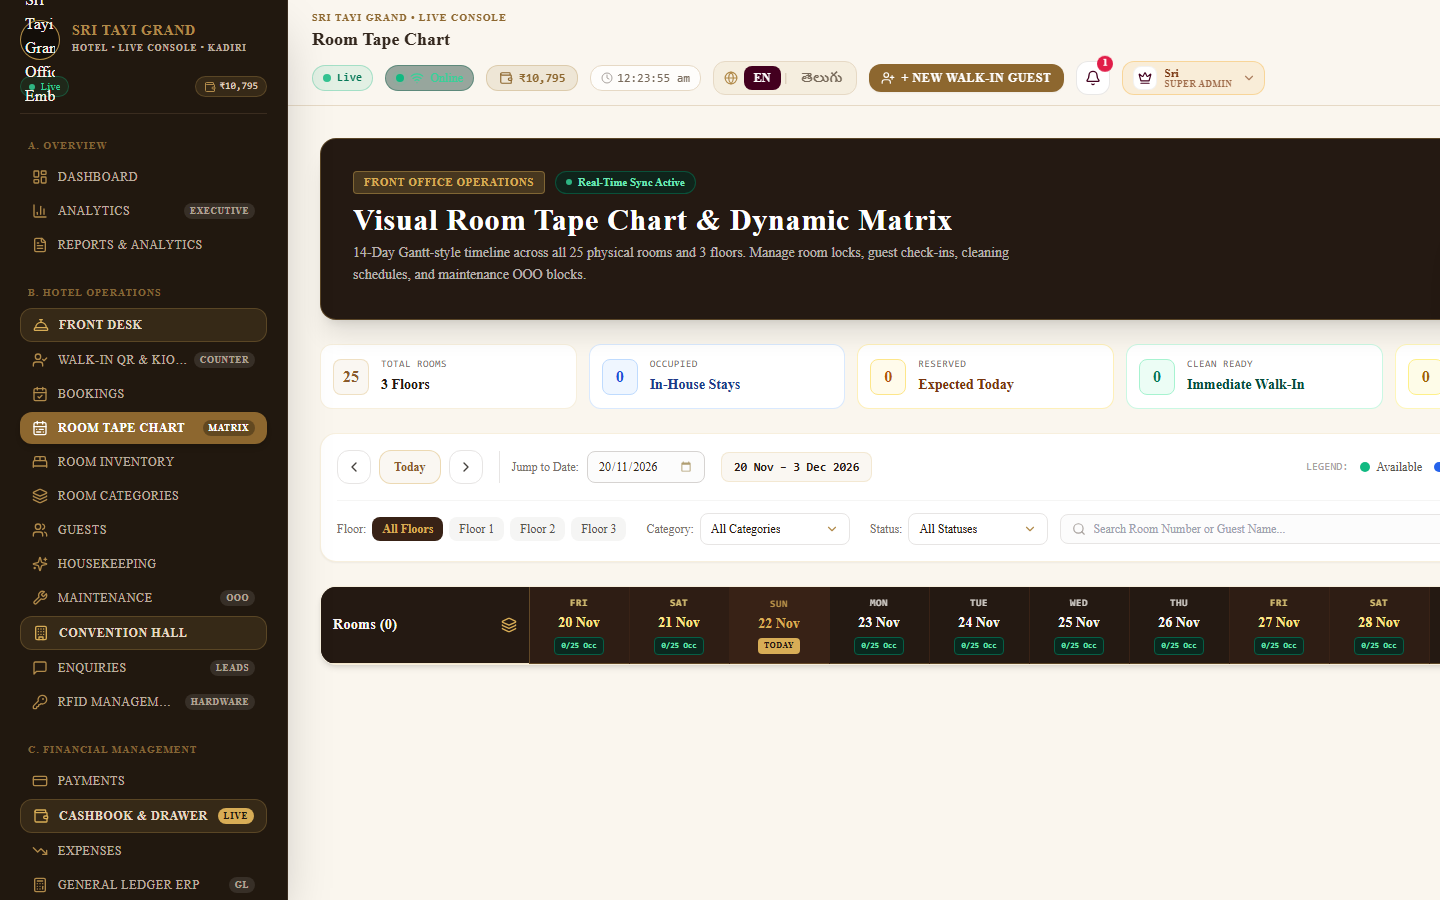 Sri
Tayi
Gran
Offic
Emb
SRI TAYI GRAND
HOTEL • LIVE CONSOLE • KADIRI
Live
₹10,795
A. OVERVIEW
DASHBOARD
ANALYTICS EXECUTIVE
REPORTS & ANALYTICS
B. HOTEL OPERATIONS
FRONT DESK
WALK-IN QR & KIO... COUNTER
BOOKINGS
ROOM TAPE CHART MATRIX
ROOM INVENTORY
ROOM CATEGORIES
GUESTS
HOUSEKEEPING
MAINTENANCE OOO
CONVENTION HALL
ENQUIRIES LEADS
RFID MANAGEM... HARDWARE
C. FINANCIAL MANAGEMENT
PAYMENTS
CASHBOOK & DRAWER LIVE
EXPENSES
GENERAL LEDGER ERP GL
SRI TAYI GRAND • LIVE CONSOLE
Room Tape Chart
Live
₹10,795
12:23:55 am
EN | తెలుగు
+ NEW WALK-IN GUEST
1
Sri
SUPER ADMIN
FRONT OFFICE OPERATIONS
Real-Time Sync Active
Visual Room Tape Chart & Dynamic Matrix
14-Day Gantt-style timeline across all 25 physical rooms and 3 floors. Manage room locks, guest check-ins, cleaning
schedules, and maintenance OOO blocks.
25 TOTAL ROOMS
3 Floors
0 OCCUPIED
In-House Stays
0 RESERVED
Expected Today
0 CLEAN READY
Immediate Walk-In
0
Today
Jump to Date: 20/11/2026
20 Nov – 3 Dec 2026
LEGEND: Available
Floor: All Floors Floor 1 Floor 2 Floor 3
Category: All Categories
Status: All Statuses
Search Room Number or Guest Name...
Rooms (0)
FRI SAT SUN MON TUE WED THU FRI SAT
20 Nov 21 Nov 22 Nov 23 Nov 24 Nov 25 Nov 26 Nov 27 Nov 28 Nov
0/25 Occ 0/25 Occ TODAY 0/25 Occ 0/25 Occ 0/25 Occ 0/25 Occ 0/25 Occ 0/25 Occ